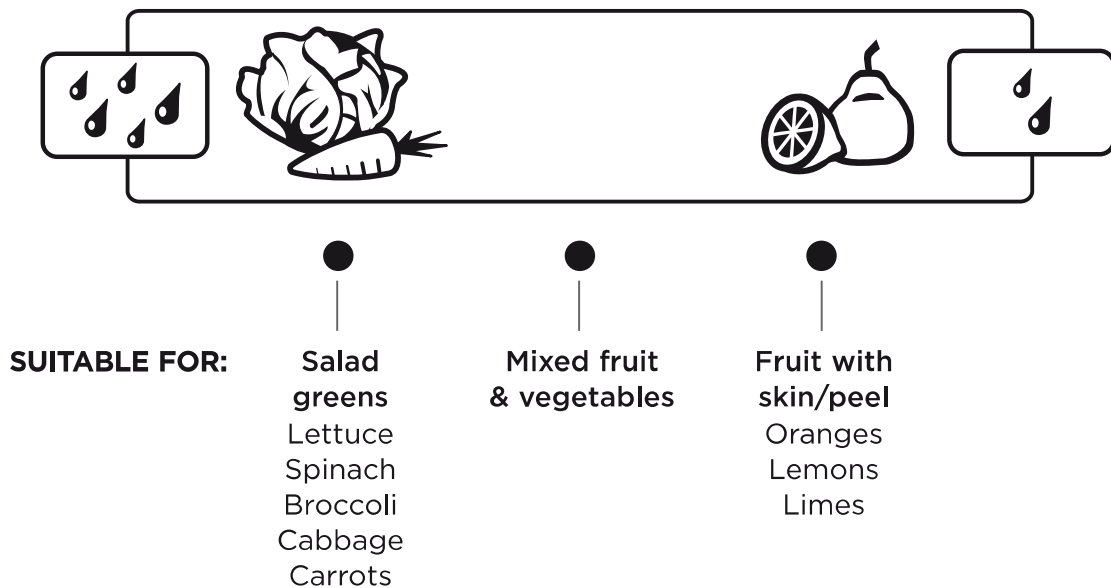 SUITABLE FOR:
Salad
greens
Lettuce
Spinach
Broccoli
Cabbage
Carrots
Mixed fruit
& vegetables
Fruit with
skin/peel
Oranges
Lemons
Limes